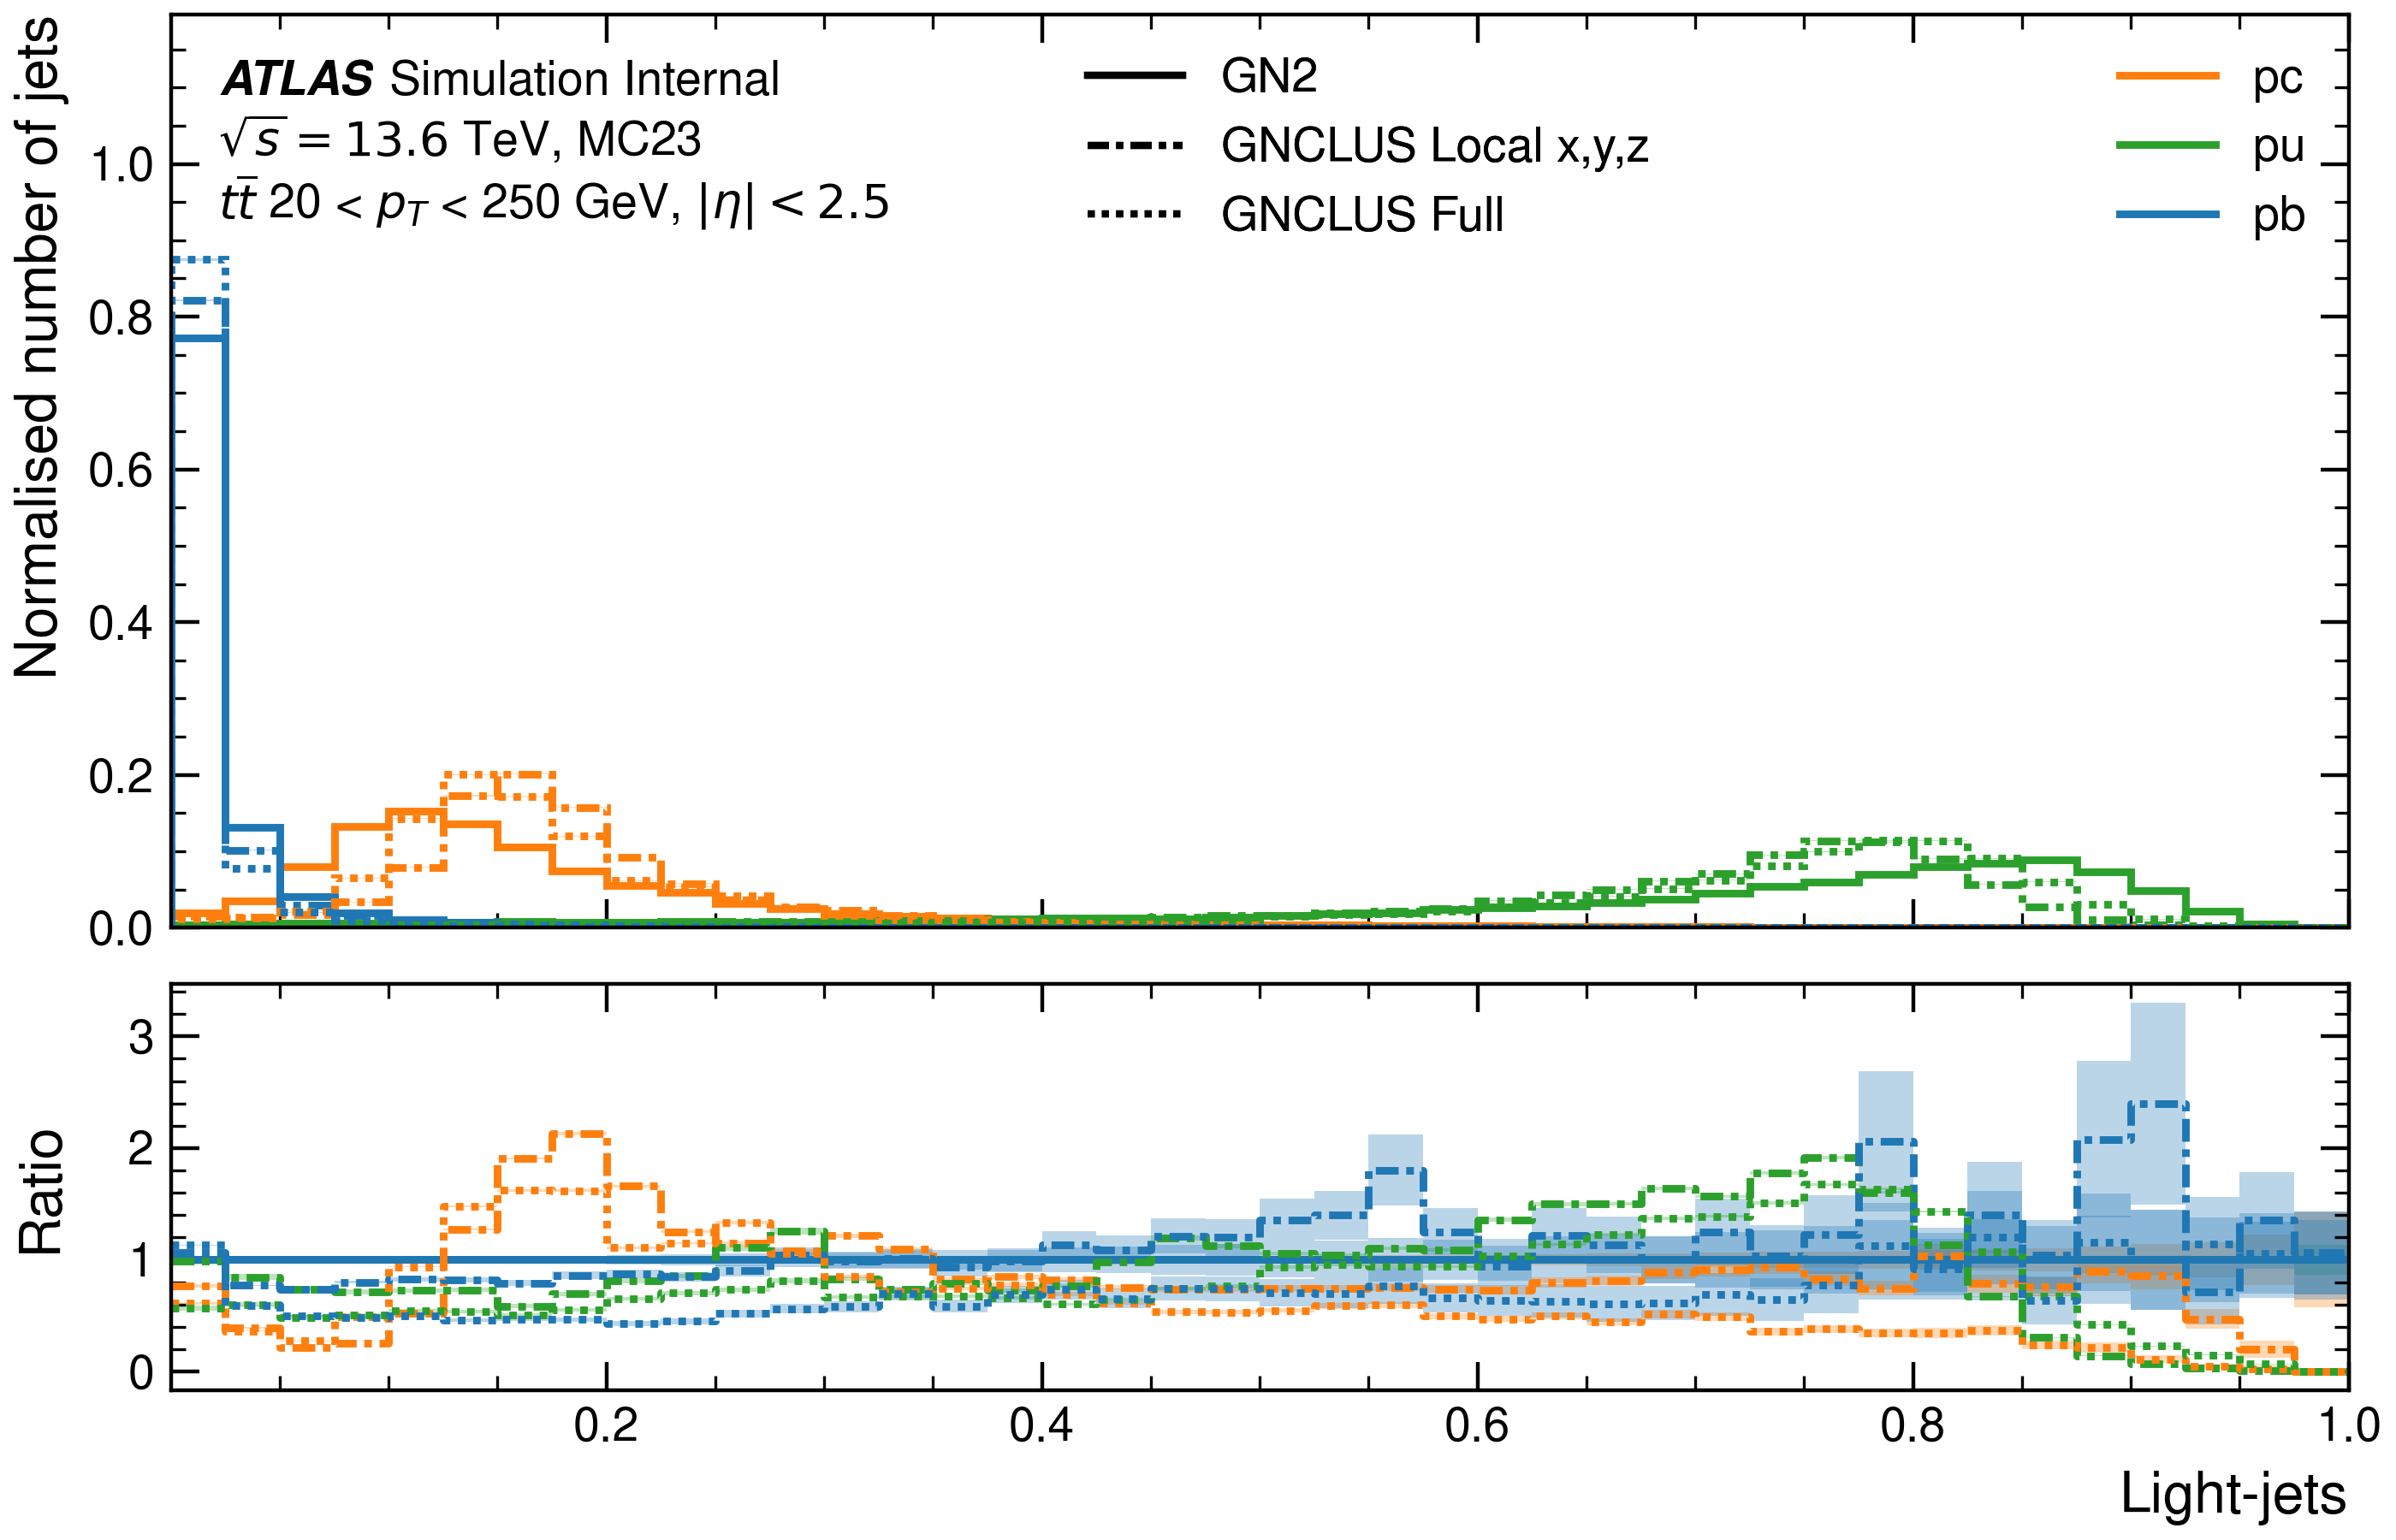 Normalised number of jets
ATLAS Simulation Internal
√s = 13.6 TeV, MC23
tt̄ 20 < p_T < 250 GeV, |η| < 2.5
GN2
GNCLUS Local x,y,z
GNCLUS Full
pc
pu
pb
1.0
0.8
0.6
0.4
0.2
0.0
Ratio
3
2
1
0
0.2 0.4 0.6 0.8 1.0
Light-jets